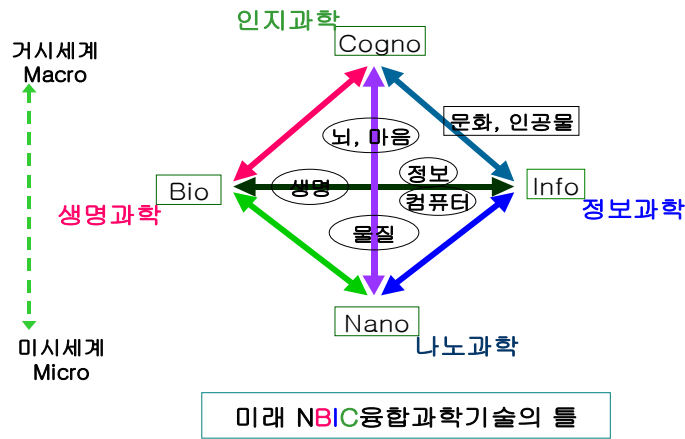 인지과학
Cogno
거시세계
Macro
문화, 인공물
뇌, 마음
정보
Bio
생명
Info
컴퓨터
생명과학
정보과학
물질
Nano
나노과학
미시세계
Micro
미래 NBIC융합과학기술의 틀